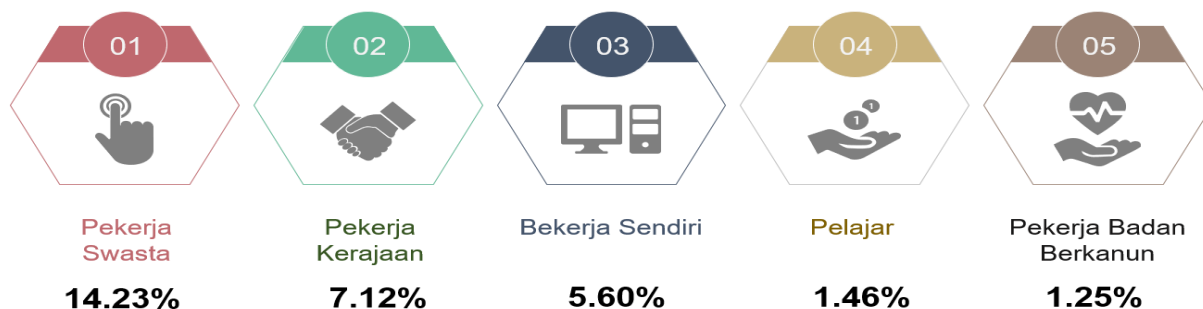 01
02
03
04
05
Pekerja
Swasta
14.23%
Pekerja
Kerajaan
7.12%
Bekerja Sendiri
5.60%
1
1
Pelajar
1.46%
Pekerja Badan
Berkanun
1.25%